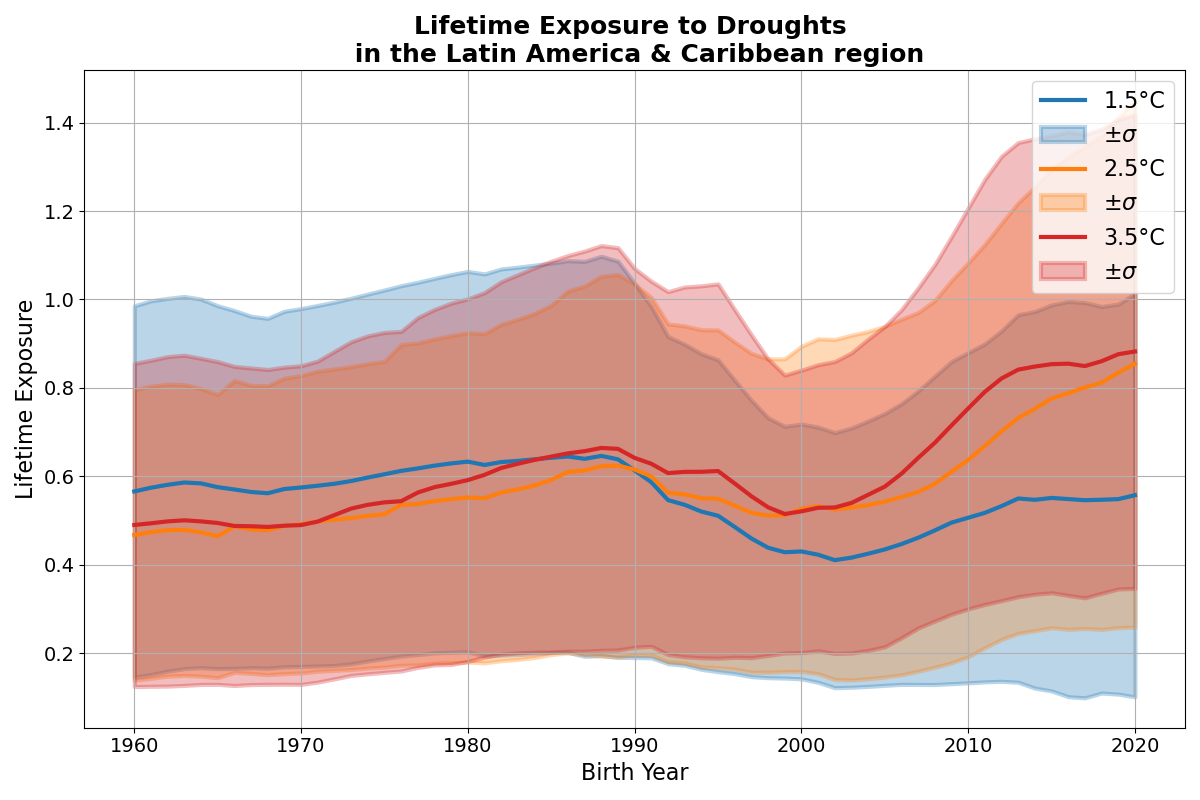 Lifetime Exposure to Droughts
in the Latin America & Caribbean region
1.5°C
±σ
2.5°C
±σ
3.5°C
±σ
Lifetime Exposure
1.4
1.2
1.0
0.8
0.6
0.4
0.2
1960 1970 1980 1990 2000 2010 2020
Birth Year